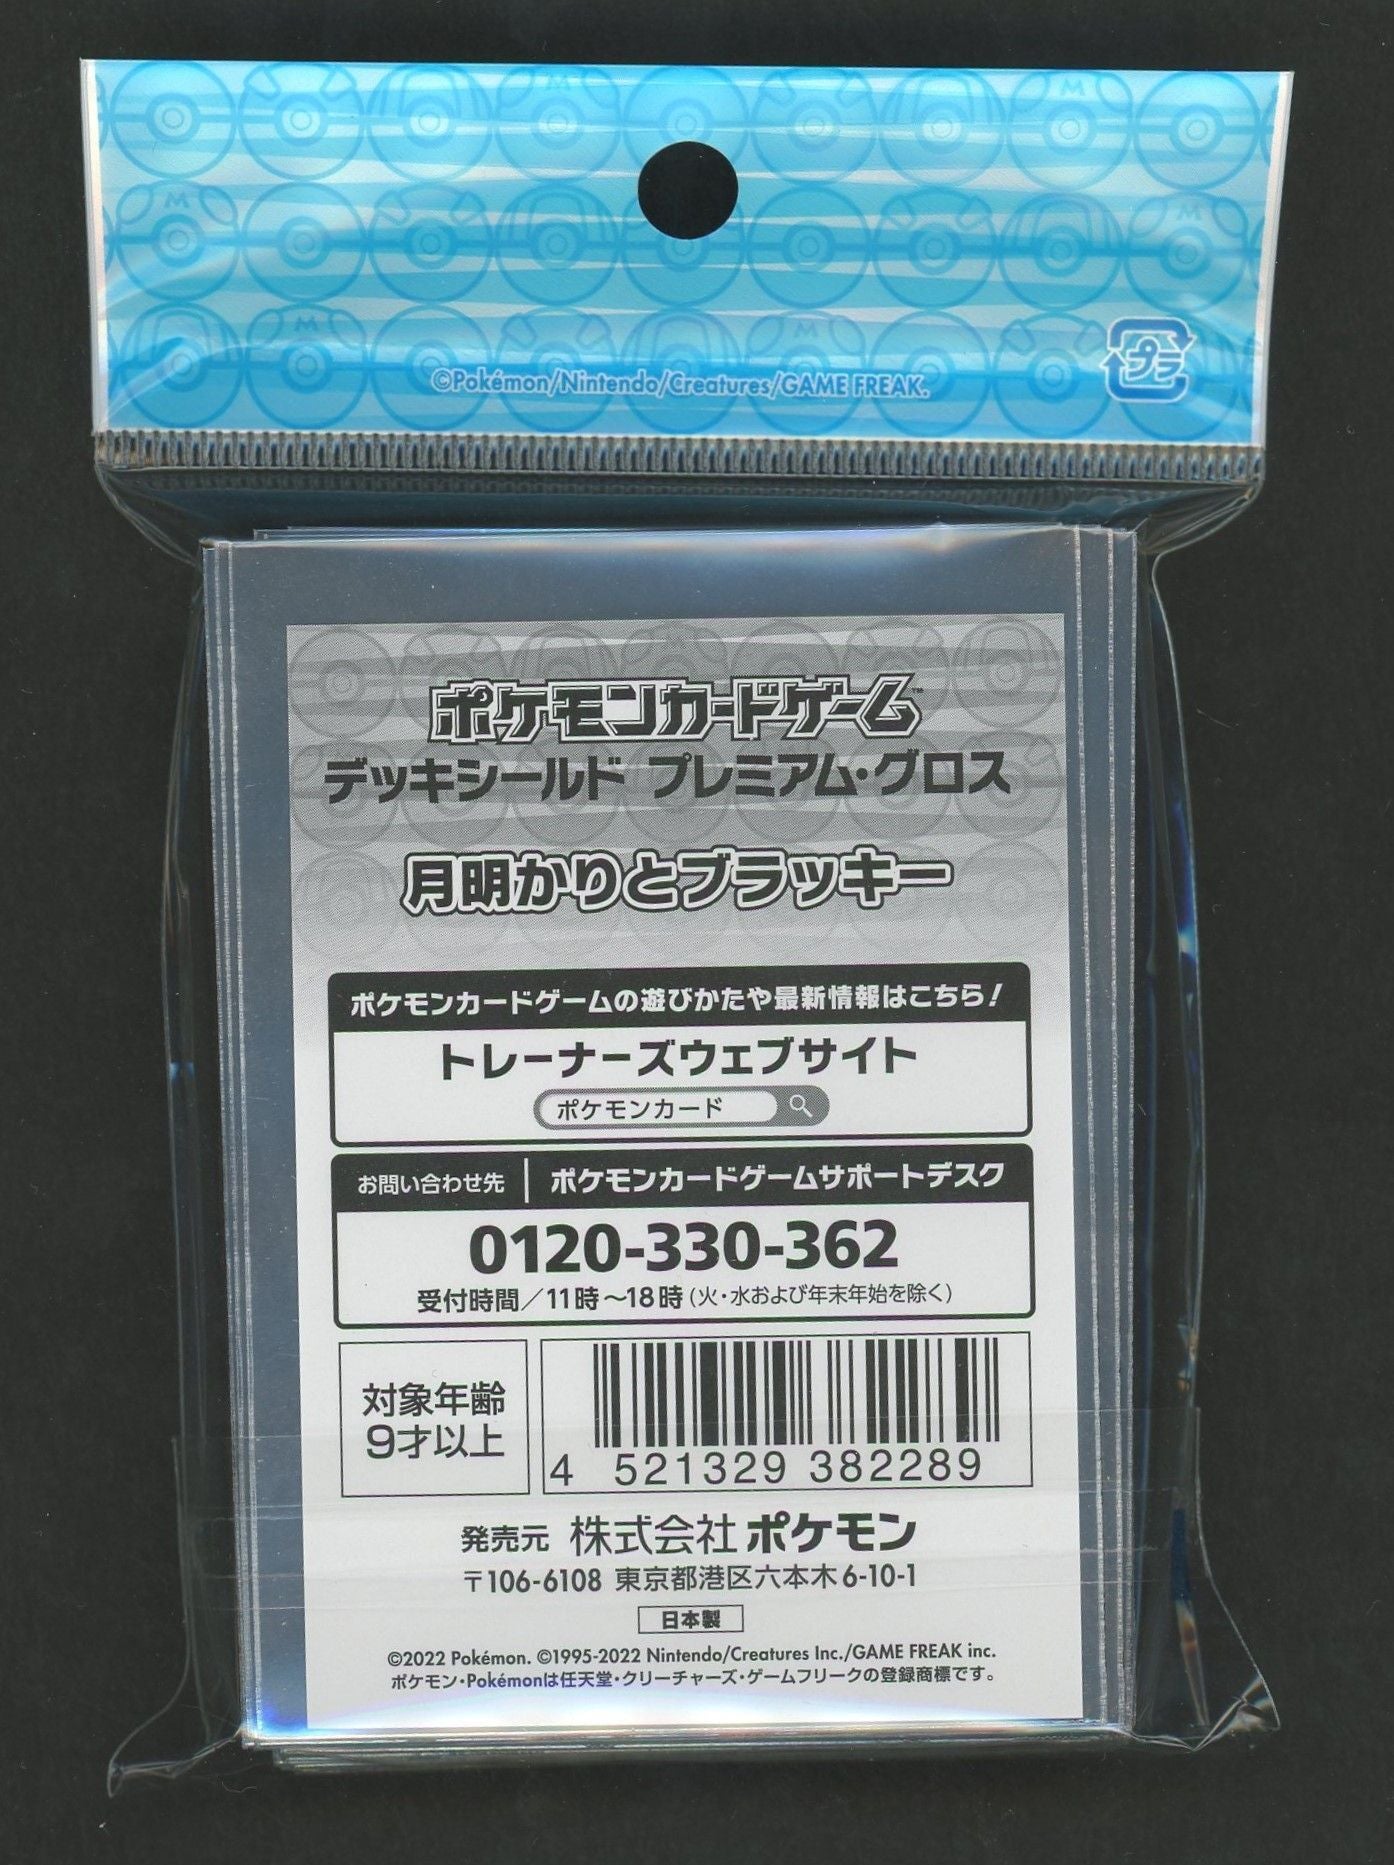 ©Pokémon/Nintendo/Creatures/GAME FREAK.
プラ
ポケモンカードゲーム™
デッキシールド プレミアム・グロス
月明かりとブラッキー
ポケモンカードゲームの遊びかたや最新情報はこちら!
トレーナーズウェブサイト
ポケモンカード
お問い合わせ先 ポケモンカードゲームサポートデスク
0120-330-362
受付時間/11時~18時(火・水および年末年始を除く)
対象年齢
9才以上
4 521329 382289
発売元 株式会社ポケモン
〒106-6108 東京都港区六本木6-10-1
日本製
©2022 Pokémon. ©1995-2022 Nintendo/Creatures Inc./GAME FREAK inc.
ポケモン・Pokémonは任天堂・クリーチャーズ・ゲームフリークの登録商標です。